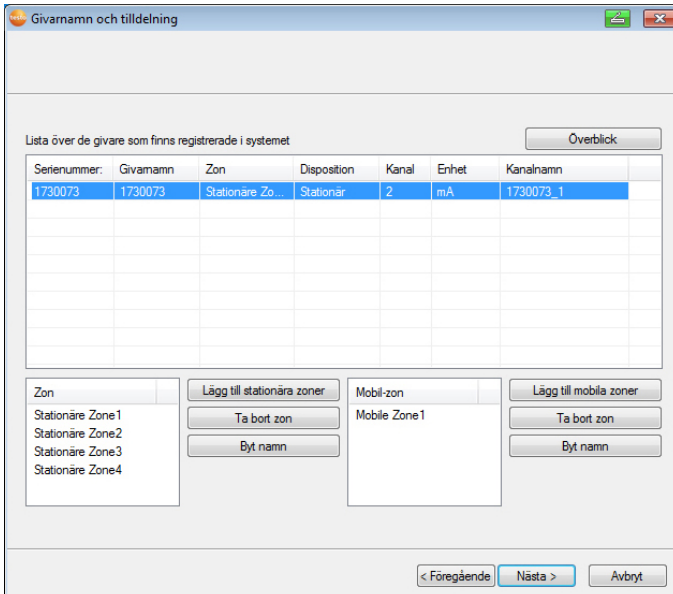 Givarnamn och tilldelning
Lista över de givare som finns registrerade i systemet
Överblick
Serienummer: Givarnamn Zon Disposition Kanal Enhet Kanalnamn
1730073 1730073 Stationäre Zo... Stationär 2 mA 1730073_1
Zon
Stationäre Zone1
Stationäre Zone2
Stationäre Zone3
Stationäre Zone4
Lägg till stationära zoner
Ta bort zon
Byt namn
Mobil-zon
Mobile Zone1
Lägg till mobila zoner
Ta bort zon
Byt namn
< Föregående Nästa > Avbryt